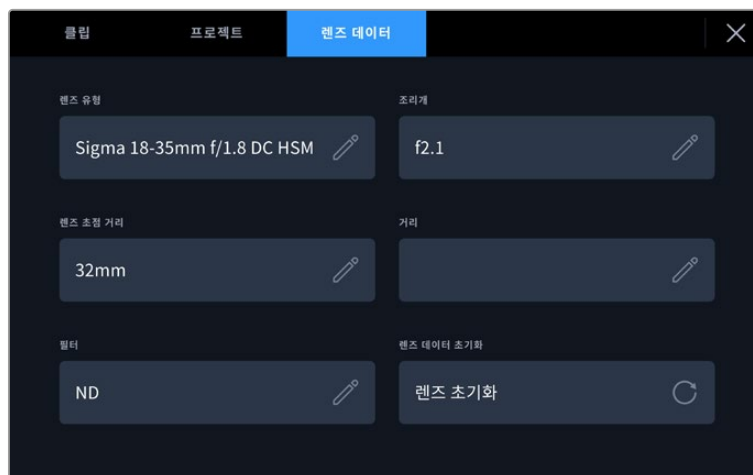 클립
프로젝트
렌즈 데이터
렌즈 유형
조리개
Sigma 18-35mm f/1.8 DC HSM
f2.1
렌즈 초점 거리
거리
32mm
필터
렌즈 데이터 초기화
ND
렌즈 초기화